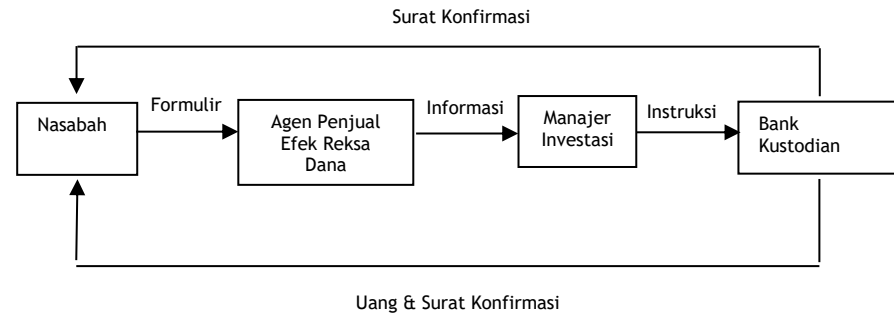 Surat Konfirmasi
Formulir
Informasi
Instruksi
Nasabah
Agen Penjual
Efek Reksa
Dana
Manajer
Investasi
Bank
Kustodian
Uang & Surat Konfirmasi